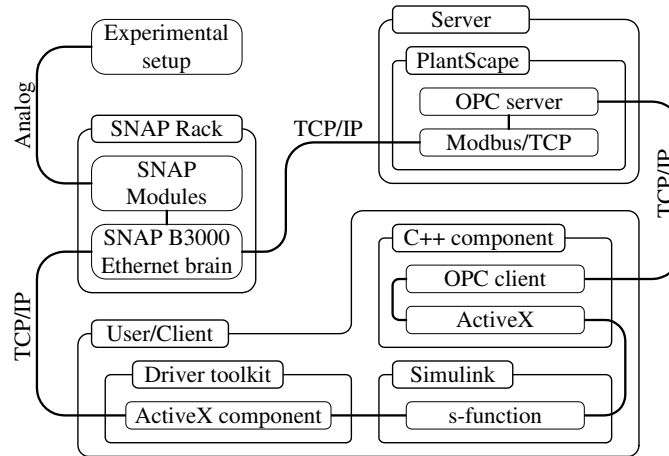 Experimental
setup
Analog
SNAP Rack
SNAP
Modules
SNAP B3000
Ethernet brain
TCP/IP
TCP/IP
Server
PlantScape
OPC server
Modbus/TCP
TCP/IP
C++ component
OPC client
ActiveX
User/Client
Driver toolkit
ActiveX component
Simulink
s-function